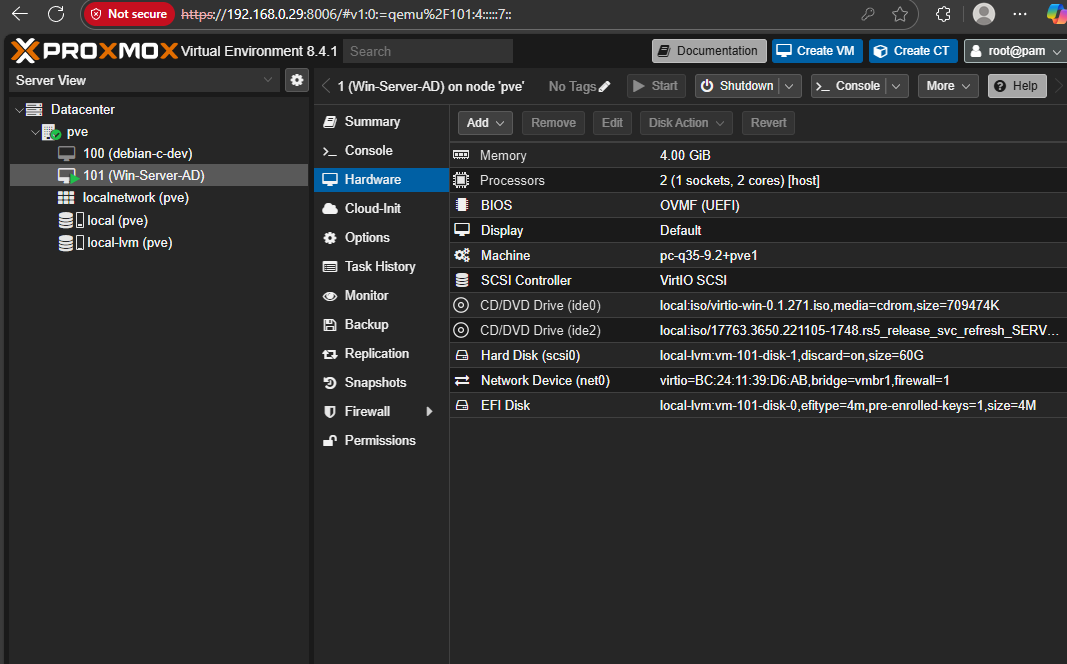 Not secure https://192.168.0.29:8006/#v1:0:=qemu%2F101:4:::::7::
PROXMOX Virtual Environment 8.4.1 Search Documentation Create VM Create CT root@pam
Server View
1 (Win-Server-AD) on node 'pve' No Tags Start Shutdown Console More Help
Datacenter
pve
100 (debian-c-dev)
101 (Win-Server-AD)
localnetwork (pve)
local (pve)
local-lvm (pve)
Summary
Console
Hardware
Cloud-Init
Options
Task History
Monitor
Backup
Replication
Snapshots
Firewall
Permissions
Add Remove Edit Disk Action Revert
Memory 4.00 GiB
Processors 2 (1 sockets, 2 cores) [host]
BIOS OVMF (UEFI)
Display Default
Machine pc-q35-9.2+pve1
SCSI Controller VirtIO SCSI
CD/DVD Drive (ide0) local:iso/virtio-win-0.1.271.iso,media=cdrom,size=709474K
CD/DVD Drive (ide2) local:iso/17763.3650.221105-1748.rs5_release_svc_refresh_SERV...
Hard Disk (scsi0) local-lvm:vm-101-disk-1,discard=on,size=60G
Network Device (net0) virtio=BC:24:11:39:D6:AB,bridge=vmbr1,firewall=1
EFI Disk local-lvm:vm-101-disk-0,efitype=4m,pre-enrolled-keys=1,size=4M